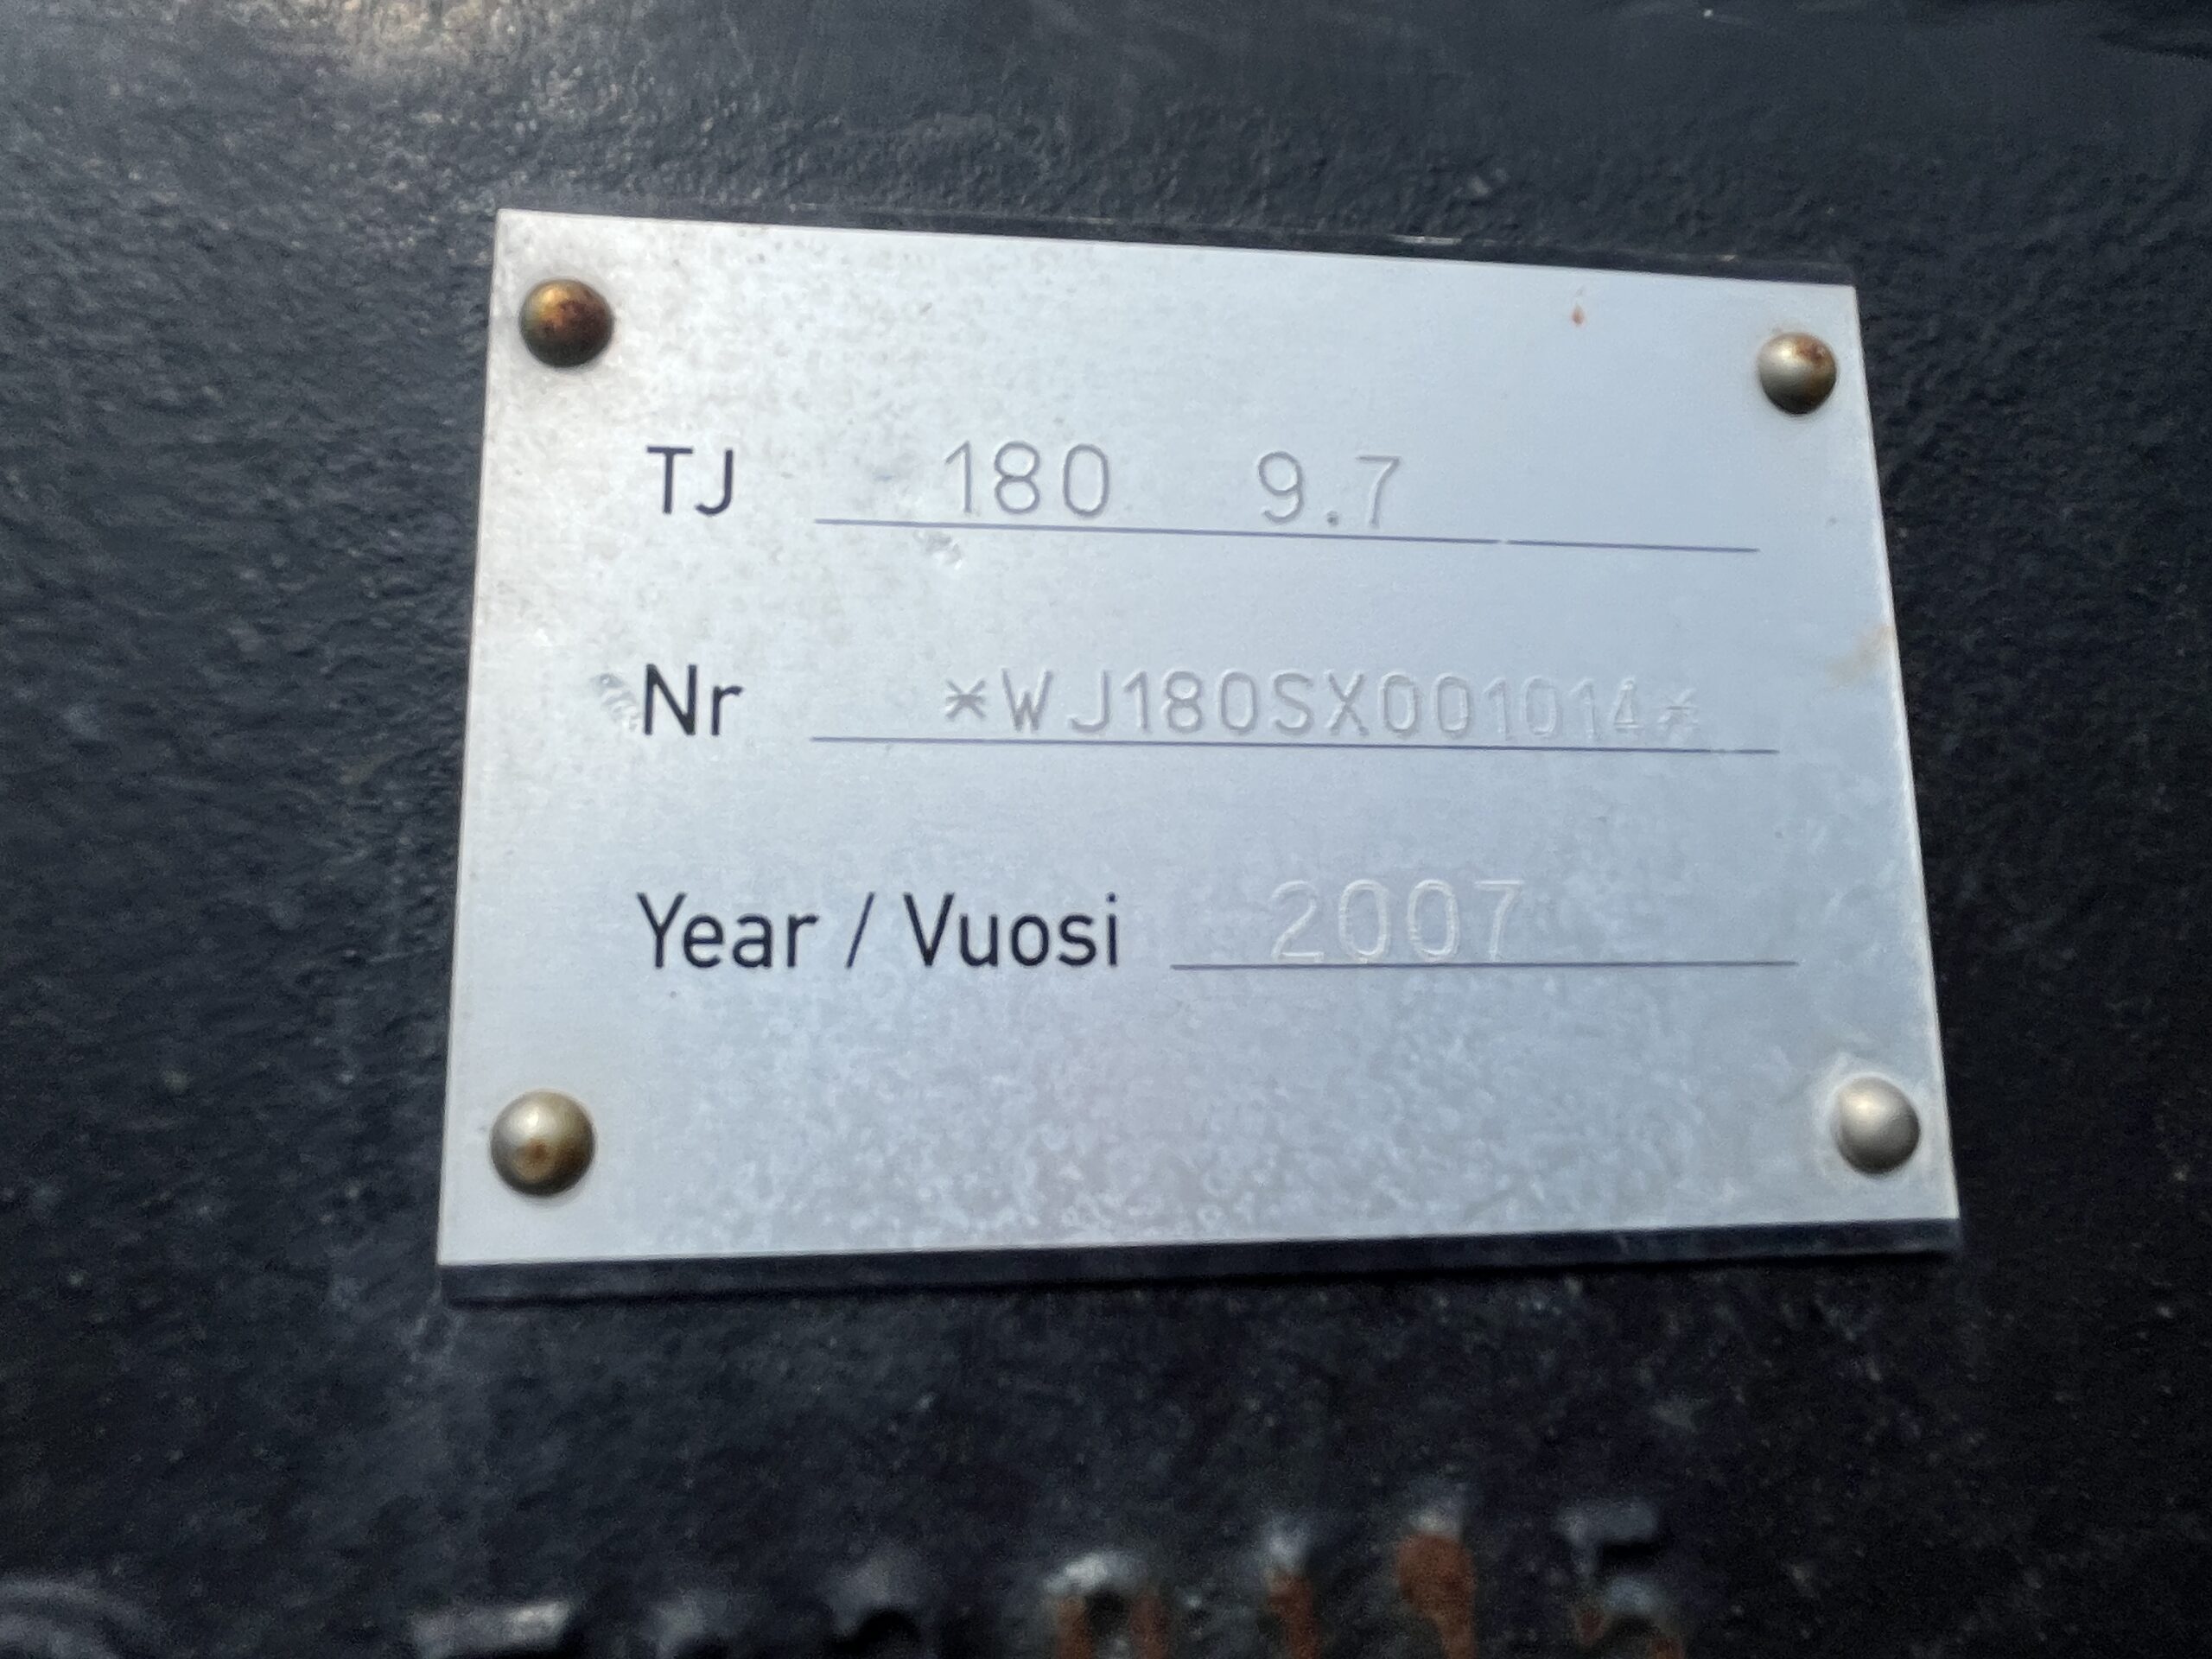 TJ 180 9.7
Nr *WJ180SX001014*
Year / Vuosi 2007